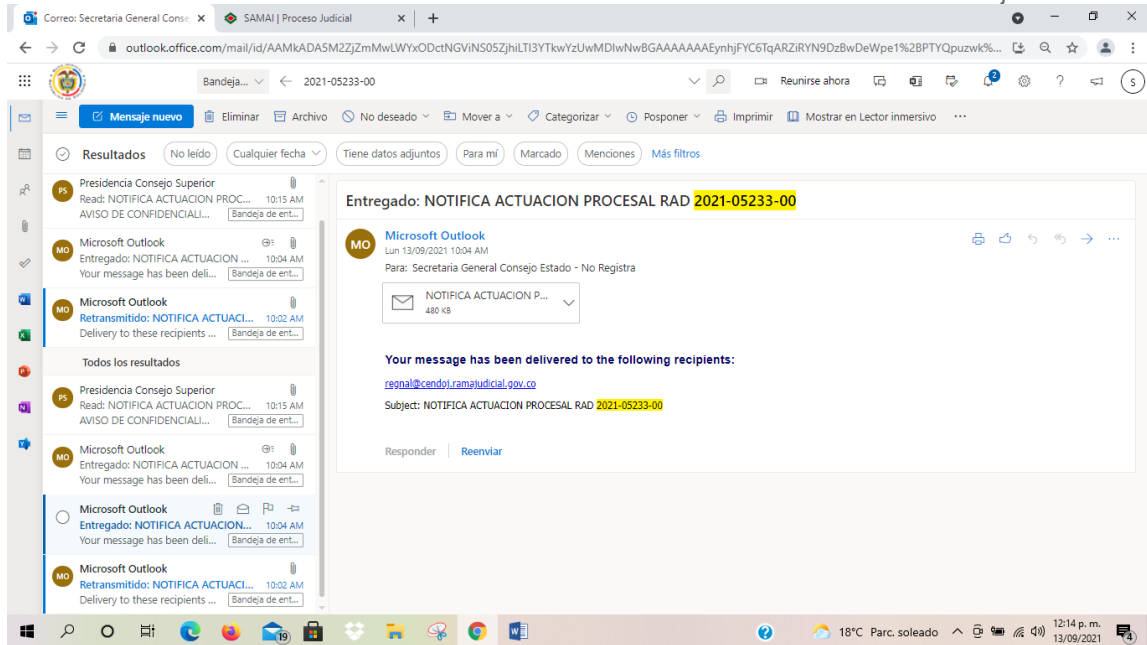 Correo: Secretaria General Conse
SAMAI | Proceso Judicial
outlook.office.com/mail/id/AAMkADA5M2ZjZmMwLWYxODctNGViNS05ZjhiLTI3YTkwYzUwMDIwNwBGAAAAAAAEynhjFYC6TqARZiRYN9DzBwDeWpe1%2BPTYQpuzwk%...
Bandeja...
2021-05233-00
Reunirse ahora
2
S
Mensaje nuevo
Eliminar
Archivo
No deseado
Mover a
Categorizar
Posponer
Imprimir
Mostrar en Lector inmersivo
...
Resultados
No leído
Cualquier fecha
Tiene datos adjuntos
Para mí
Marcado
Menciones
Más filtros
PS
Presidencia Consejo Superior
Read: NOTIFICA ACTUACION PROC... 10:15 AM
AVISO DE CONFIDENCIALI... Bandeja de ent...
MO
Microsoft Outlook
Entregado: NOTIFICA ACTUACION ... 10:04 AM
Your message has been deli... Bandeja de ent...
MO
Microsoft Outlook
Retransmitido: NOTIFICA ACTUACI... 10:02 AM
Delivery to these recipients ... Bandeja de ent...
Todos los resultados
PS
Presidencia Consejo Superior
Read: NOTIFICA ACTUACION PROC... 10:15 AM
AVISO DE CONFIDENCIALI... Bandeja de ent...
MO
Microsoft Outlook
Entregado: NOTIFICA ACTUACION ... 10:04 AM
Your message has been deli... Bandeja de ent...
Microsoft Outlook
Entregado: NOTIFICA ACTUACION... 10:04 AM
Your message has been deli... Bandeja de ent...
MO
Microsoft Outlook
Retransmitido: NOTIFICA ACTUACI... 10:02 AM
Delivery to these recipients ... Bandeja de ent...
Entregado: NOTIFICA ACTUACION PROCESAL RAD 2021-05233-00
MO
Microsoft Outlook
Lun 13/09/2021 10:04 AM
Para: Secretaria General Consejo Estado - No Registra
NOTIFICA ACTUACION P...
480 KB
Your message has been delivered to the following recipients:
regnal@cendoj.ramajudicial.gov.co
Subject: NOTIFICA ACTUACION PROCESAL RAD 2021-05233-00
Responder
Reenviar
19
18°C Parc. soleado
12:14 p. m.
13/09/2021
4